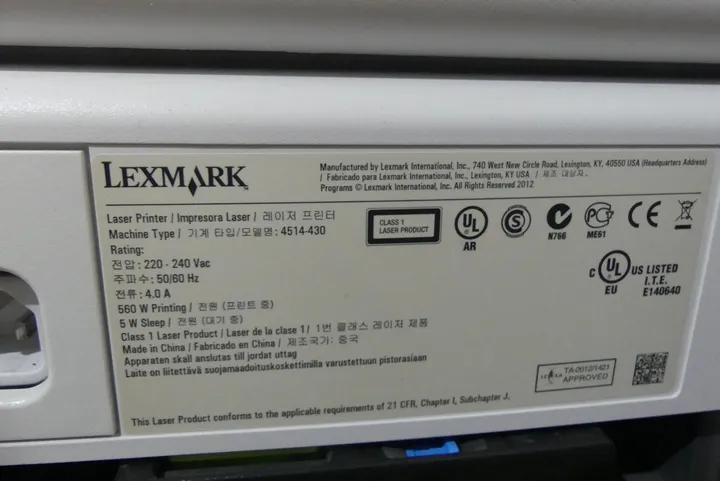 LEXMARK
Manufactured by Lexmark International, Inc., 740 West New Circle Road, Lexington, KY, 40550 USA (Headquarters Address)
/ Fabricado para Lexmark International, Inc., Lexington, KY USA / 제조 대상자.
Programs © Lexmark International, Inc. All Rights Reserved 2012
Laser Printer / Impresora Laser / 레이저 프린터
Machine Type / 기계 타입/모델명: 4514-430
Rating:
전압: 220 - 240 Vac
주파수: 50/60 Hz
전류: 4.0 A
560 W Printing / 전원 (프린트 중)
5 W Sleep / 전원 (대기 중)
Class 1 Laser Product / Laser de la clase 1/ 1번 클래스 레이저 제품
Made in China / Fabricado en China / 제조국가: 중국
Apparaten skall anslutas till jordat uttag
Laite on liitettävä suojamaadoituskoskettimilla varustettuun pistorasiaan
This Laser Product conforms to the applicable requirements of 21 CFR, Chapter I, Subchapter J.
CLASS 1
LASER PRODUCT
UL
AR
S
N766
PG
ME61
CE
C UL US LISTED
I.T.E.
EU E140640
TA-2012/1421
APPROVED